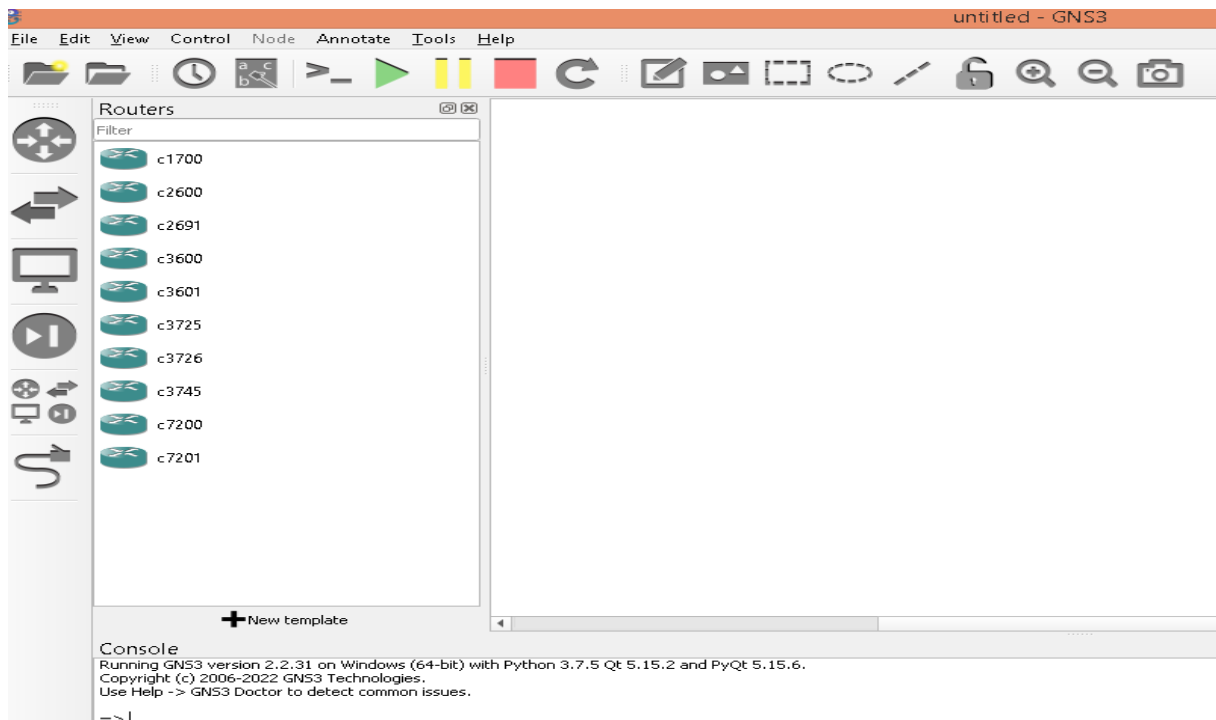 untitled - GNS3
File Edit View Control Node Annotate Tools Help
Routers
Filter
c1700
c2600
c2691
c3600
c3601
c3725
c3726
c3745
c7200
c7201
New template
Console
Running GNS3 version 2.2.31 on Windows (64-bit) with Python 3.7.5 Qt 5.15.2 and PyQt 5.15.6.
Copyright (c) 2006-2022 GNS3 Technologies.
Use Help -> GNS3 Doctor to detect common issues.
=>